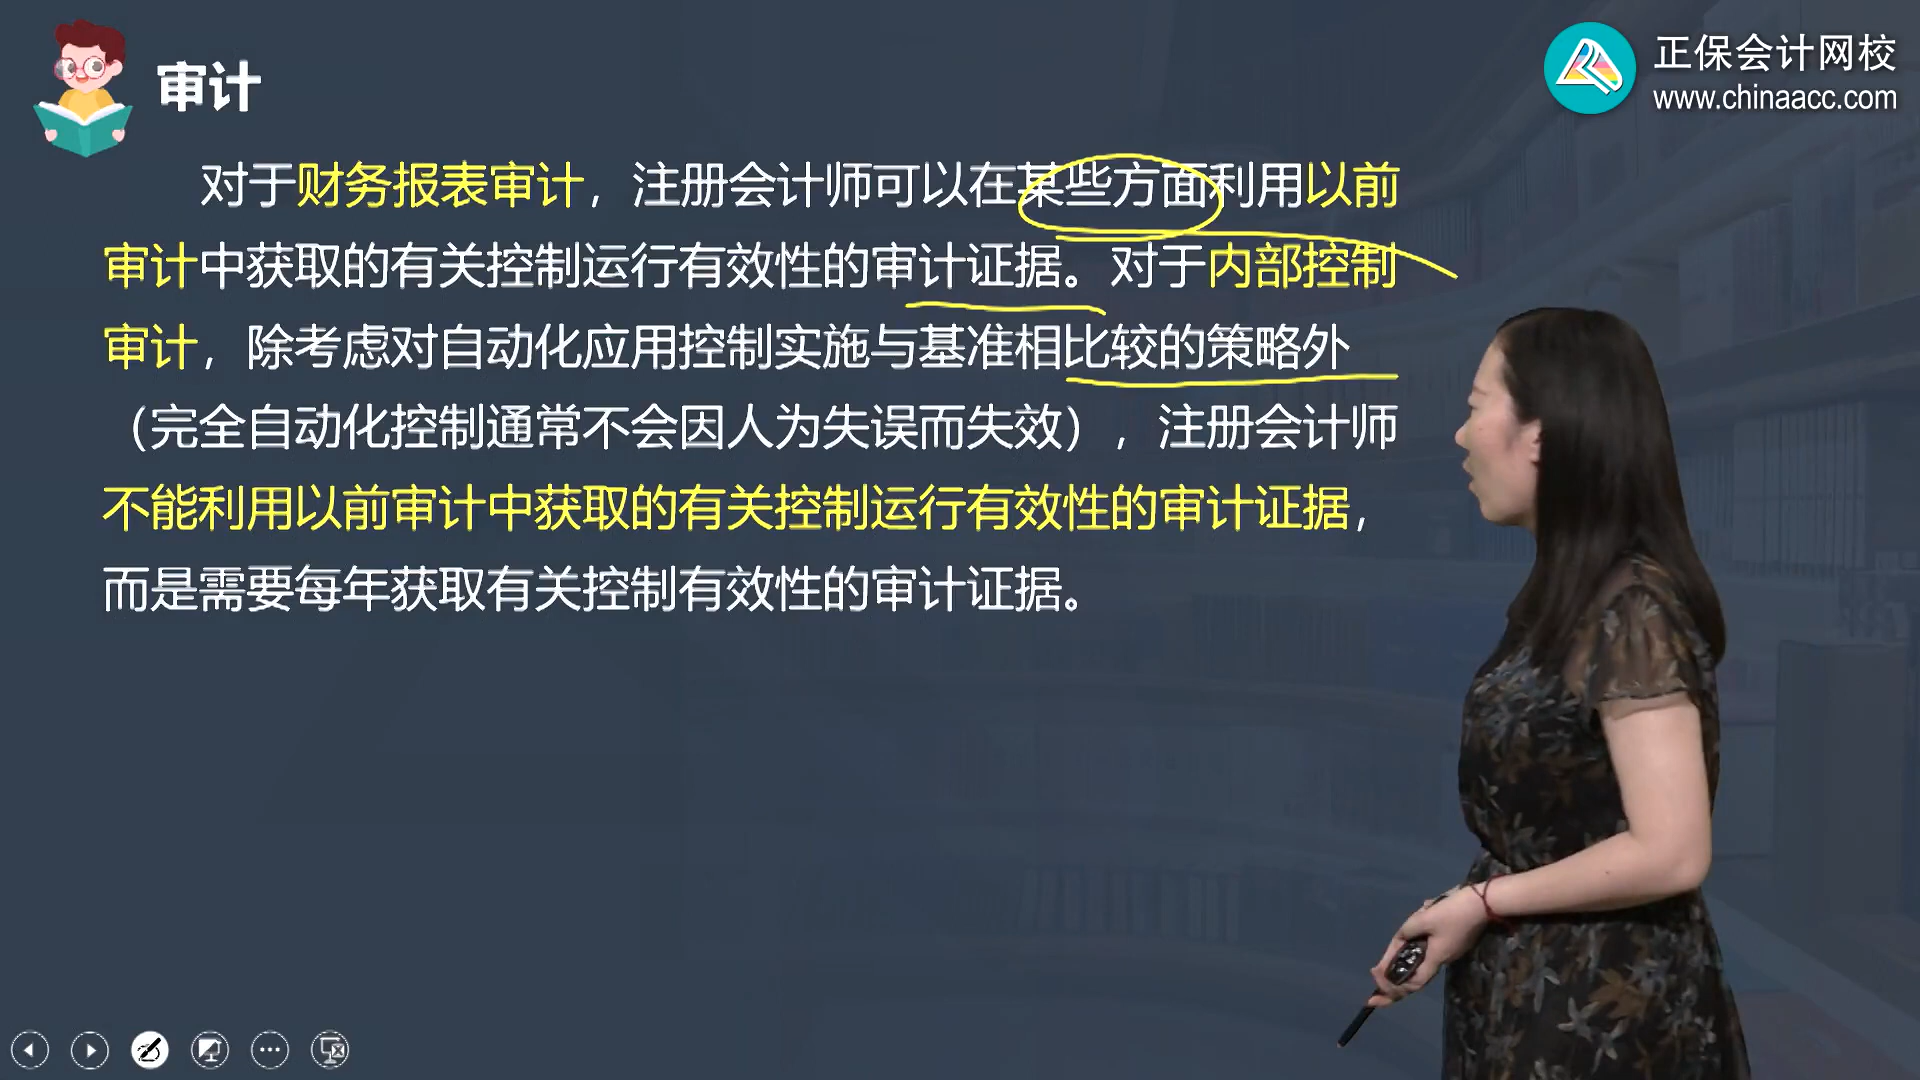 审计
正保会计网校
www.chinaacc.com
对于财务报表审计，注册会计师可以在某些方面利用以前
审计中获取的有关控制运行有效性的审计证据。对于内部控制
审计，除考虑对自动化应用控制实施与基准相比较的策略外
（完全自动化控制通常不会因人为失误而失效），注册会计师
不能利用以前审计中获取的有关控制运行有效性的审计证据，
而是需要每年获取有关控制有效性的审计证据。